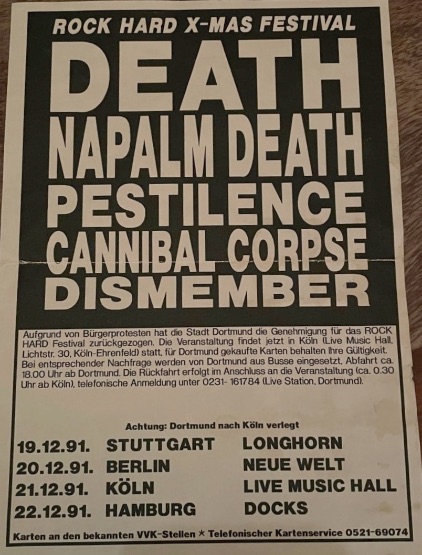 ROCK HARD X-MAS FESTIVAL
DEATH
NAPALM DEATH
PESTILENCE
CANNIBAL CORPSE
DISMEMBER
Aufgrund von Bürgerprotesten hat die Stadt Dortmund die Genehmigung für das ROCK
HARD Festival zurückgezogen. Die Veranstaltung findet jetzt in Köln (Live Music Hall,
Lichtstr. 30, Köln-Ehrenfeld) statt, für Dortmund gekaufte Karten behalten Ihre Gültigkeit.
Bei entsprechender Nachfrage werden von Dortmund aus Busse eingesetzt, Abfahrt ca.
18.00 Uhr ab Dortmund. Die Rückfahrt erfolgt im Anschluss an die Veranstaltung (ca. 0.30
Uhr ab Köln), telefonische Anmeldung unter 0231- 161784 (Live Station, Dortmund).
Achtung: Dortmund nach Köln verlegt
19.12.91. STUTTGART LONGHORN
20.12.91. BERLIN NEUE WELT
21.12.91. KÖLN LIVE MUSIC HALL
22.12.91. HAMBURG DOCKS
Karten an den bekannten VVK-Stellen * Telefonischer Kartenservice 0521-69074